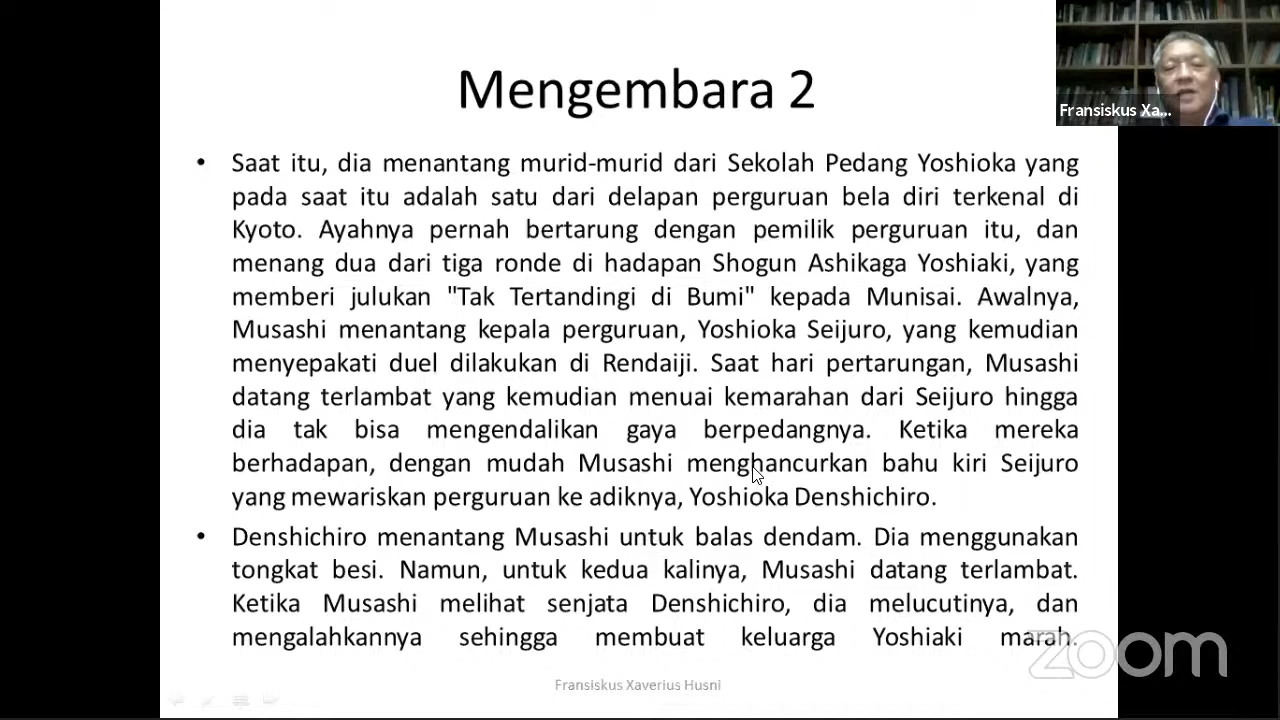 Mengembara 2
Fransiskus Xa...
• Saat itu, dia menantang murid-murid dari Sekolah Pedang Yoshioka yang
pada saat itu adalah satu dari delapan perguruan bela diri terkenal di
Kyoto. Ayahnya pernah bertarung dengan pemilik perguruan itu, dan
menang dua dari tiga ronde di hadapan Shogun Ashikaga Yoshiaki, yang
memberi julukan "Tak Tertandingi di Bumi" kepada Munisai. Awalnya,
Musashi menantang kepala perguruan, Yoshioka Seijuro, yang kemudian
menyepakati duel dilakukan di Rendaiji. Saat hari pertarungan, Musashi
datang terlambat yang kemudian menuai kemarahan dari Seijuro hingga
dia tak bisa mengendalikan gaya berpedangnya. Ketika mereka
berhadapan, dengan mudah Musashi menghancurkan bahu kiri Seijuro
yang mewariskan perguruan ke adiknya, Yoshioka Denshichiro.
• Denshichiro menantang Musashi untuk balas dendam. Dia menggunakan
tongkat besi. Namun, untuk kedua kalinya, Musashi datang terlambat.
Ketika Musashi melihat senjata Denshichiro, dia melucutinya, dan
mengalahkannya sehingga membuat keluarga Yoshiaki marah.
zoom
Fransiskus Xaverius Husni